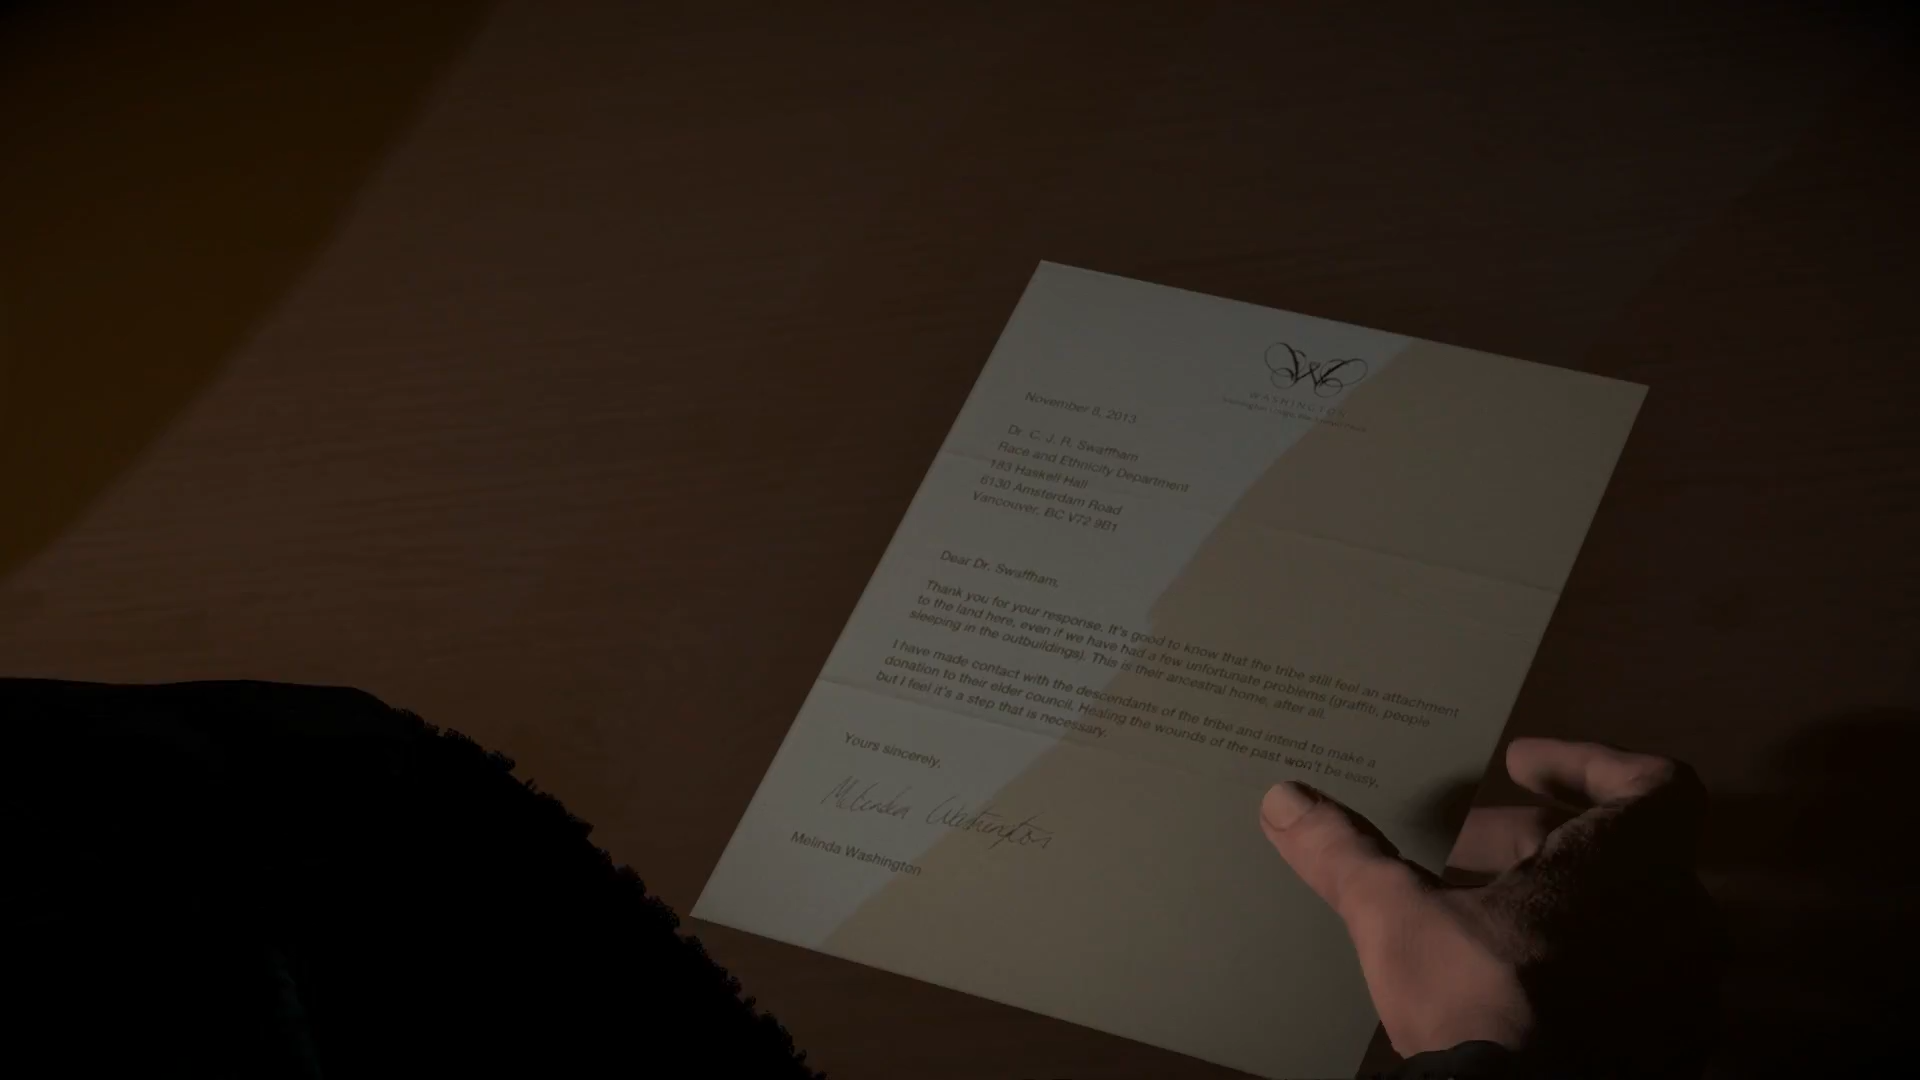 W
WASHINGTON
November 8, 2013
Dr. C. J. R. Swaffham
Race and Ethnicity Department
183 Haskell Hall
6130 Amsterdam Road
Vancouver, BC V72 9B1
Dear Dr. Swaffham,
Thank you for your response. It's good to know that the tribe still feel an attachment
to the land here, even if we have had a few unfortunate problems (graffiti, people
sleeping in the outbuildings). This is their ancestral home, after all.
I have made contact with the descendants of the tribe and intend to make a
donation to their elder council. Healing the wounds of the past won't be easy,
but I feel it's a step that is necessary.
Yours sincerely,
Melinda Washington
Melinda Washington